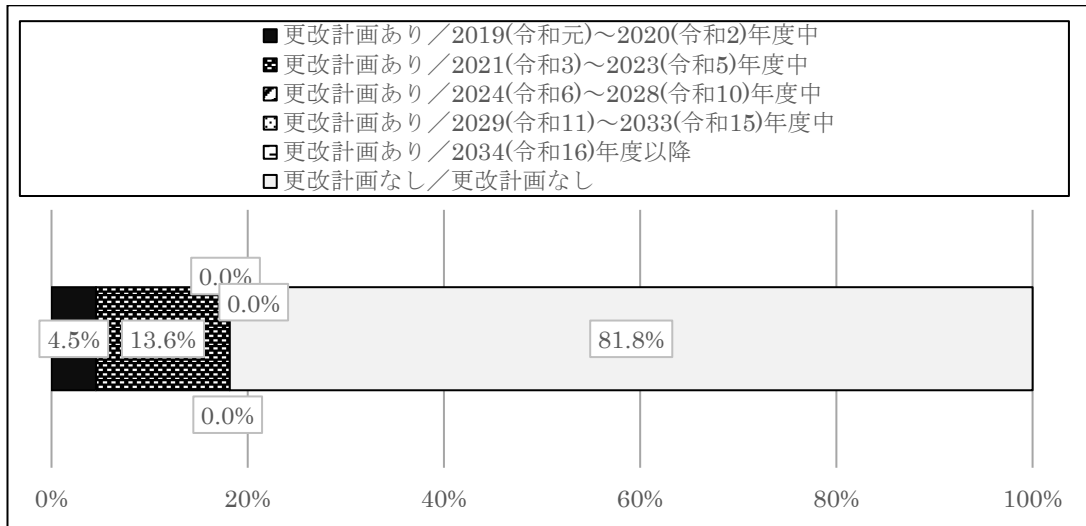 更改計画あり／2019(令和元)～2020(令和2)年度中
更改計画あり／2021(令和3)～2023(令和5)年度中
更改計画あり／2024(令和6)～2028(令和10)年度中
更改計画あり／2029(令和11)～2033(令和15)年度中
更改計画あり／2034(令和16)年度以降
更改計画なし／更改計画なし
0.0%
0.0%
4.5% 13.6% 81.8%
0.0%
0% 20% 40% 60% 80% 100%